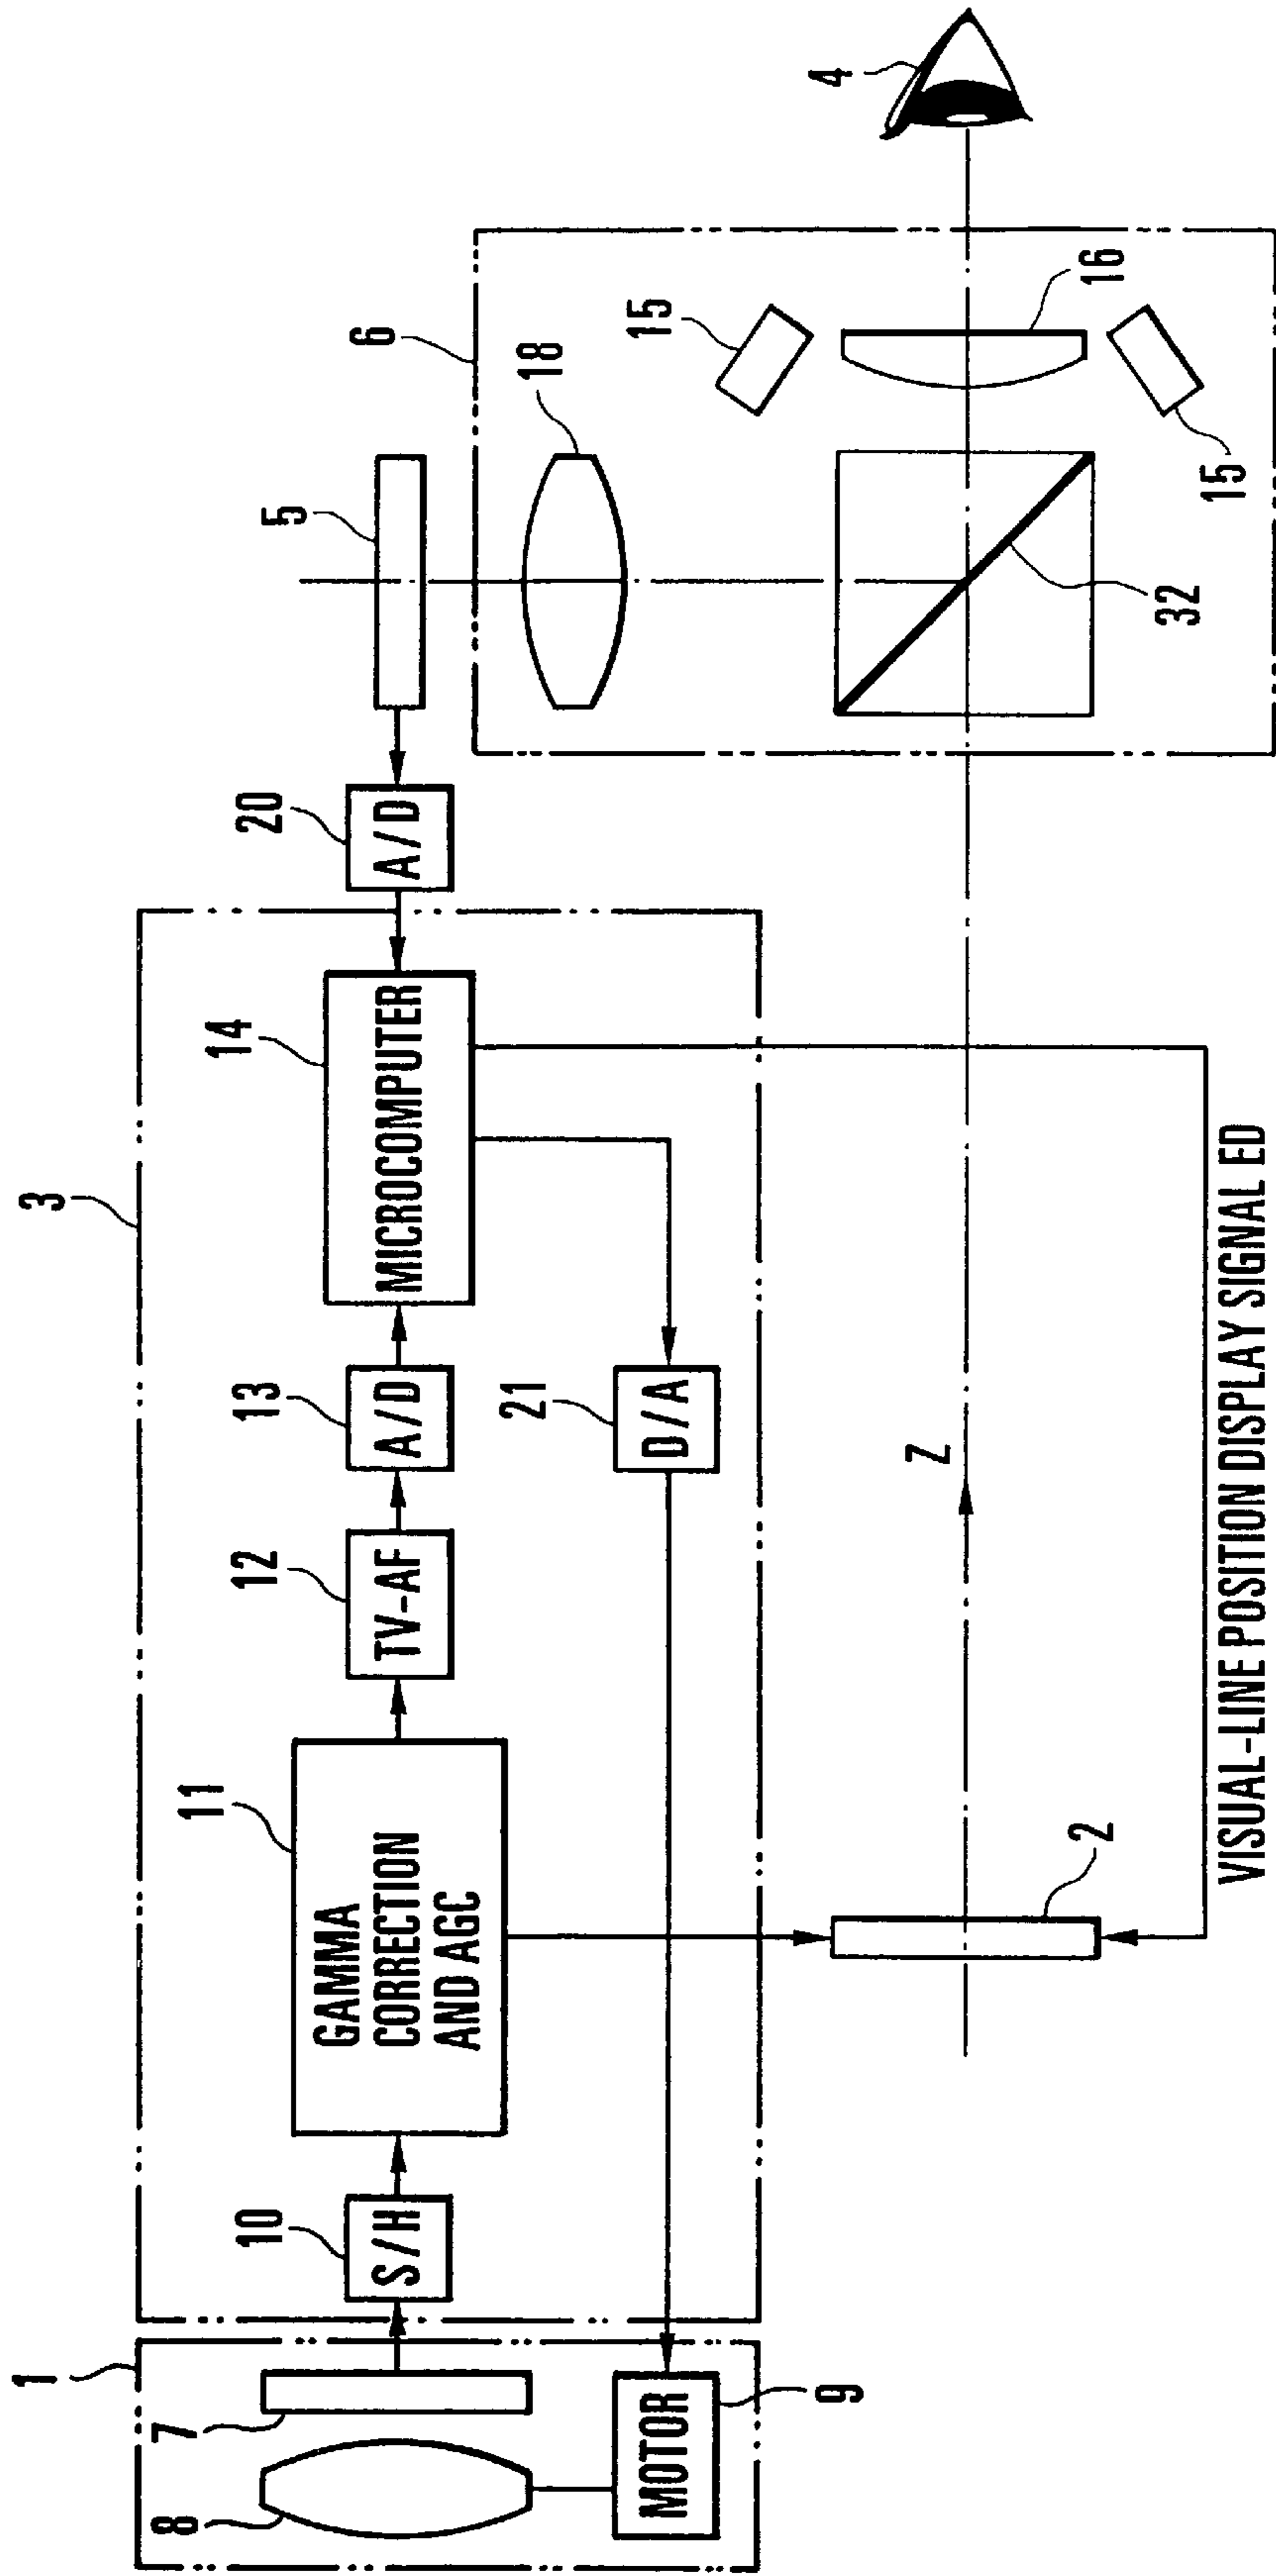 1
3
8
7
10
S/H
11
GAMMA
CORRECTION
AND AGC
12
TV-AF
13
A/D
14
MICROCOMPUTER
20
A/D
5
6
18
15
4
MOTOR
9
21
D/A
Z
2
32
16
15
VISUAL-LINE POSITION DISPLAY SIGNAL ED